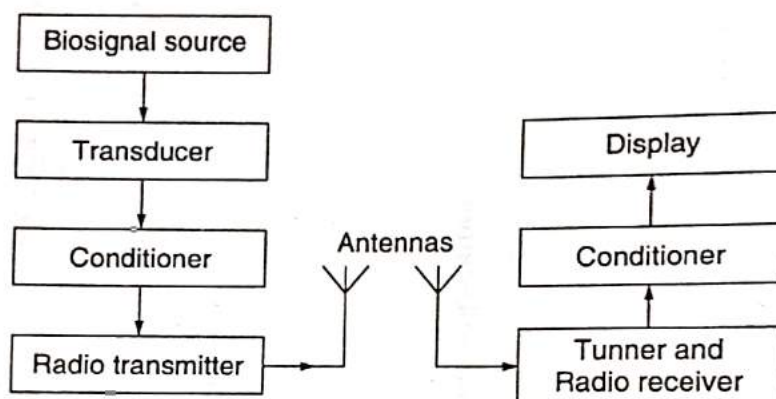 Biosignal source
Transducer
Conditioner
Radio transmitter
Antennas
Display
Conditioner
Tunner and
Radio receiver